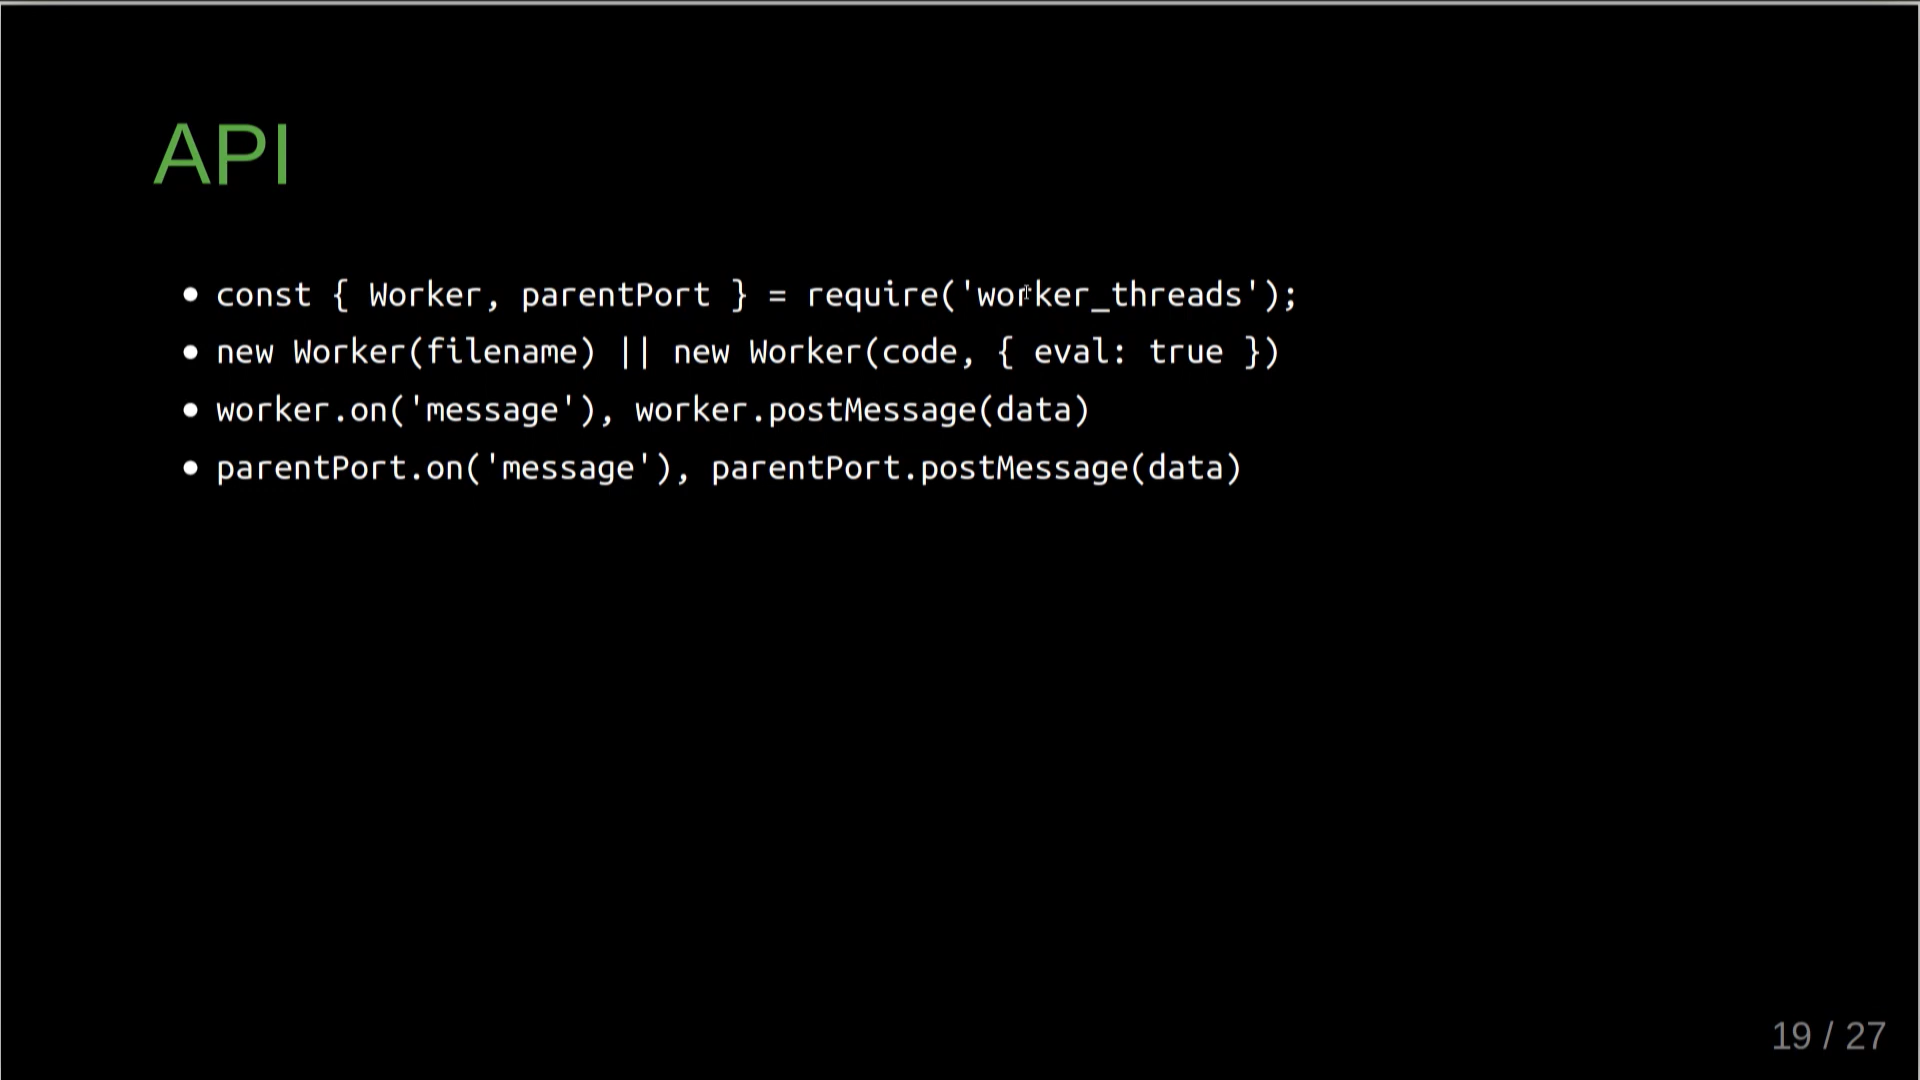 API
• const { Worker, parentPort } = require('worker_threads');
• new Worker(filename) || new Worker(code, { eval: true })
• worker.on('message'), worker.postMessage(data)
• parentPort.on('message'), parentPort.postMessage(data)
19 / 27